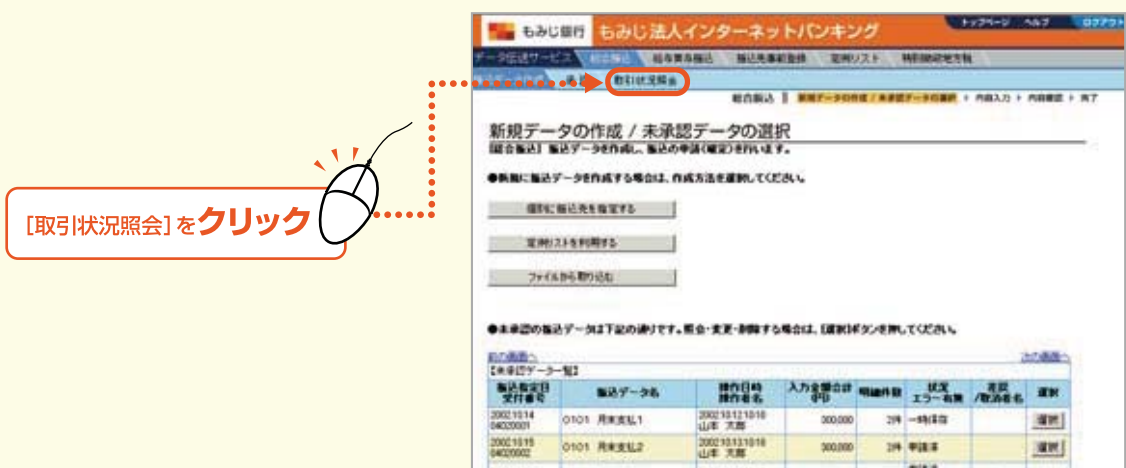 もみじ銀行 もみじ法人インターネットバンキング
トップページ ヘルプ ログアウト
データ伝送サービス 総合振込 給与賞与振込 振込先事前登録 定例リスト
承認 取引状況照会
総合振込 新規データの作成 / 未承認データの選択 内容入力 内容確認 完了
新規データの作成 / 未承認データの選択
【総合振込】 振込データを作成し、振込の申請(確定)を行います。
●新規に振込データを作成する場合は、作成方法を選択してください。
個別に振込先を指定する
[取引状況照会]をクリック
定例リストを利用する
ファイルから取り込む
●未承認の振込データは下記の通りです。照会・変更・削除する場合は、[選択]ボタンを押してください。
前の画面へ 次の画面へ
【未承認データ一覧】
振込指定日 受付番号 振込データ名 操作日時 操作者名 入力金額合計 (円) 明細件数 状況 エラー有無 選択
20021014 04020001 0101 月末支払1 200210121010 山本 太郎 300,000 2件 一時保存 選択
20021015 04020002 0101 月末支払2 200210131010 山本 太郎 300,000 2件 申請済 選択